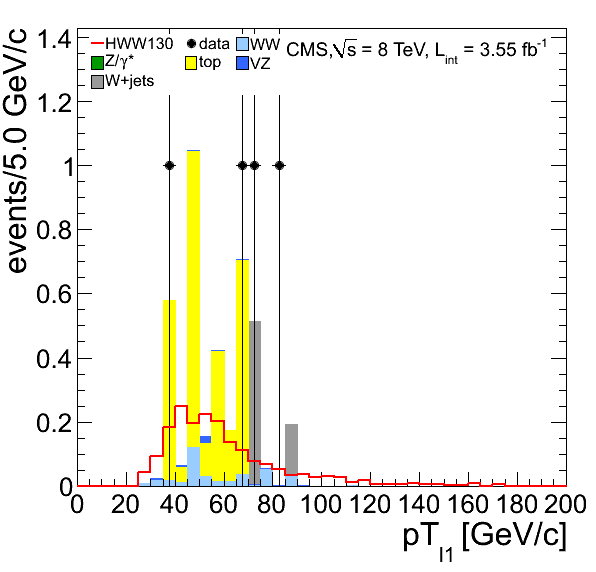 HWW130 data WW
CMS,√s = 8 TeV, L_int = 3.55 fb⁻¹
Z/γ* top VZ
W+jets
events/5.0 GeV/c
1.4
1.2
1
0.8
0.6
0.4
0.2
0
0 20 40 60 80 100 120 140 160 180 200
pT_l1 [GeV/c]